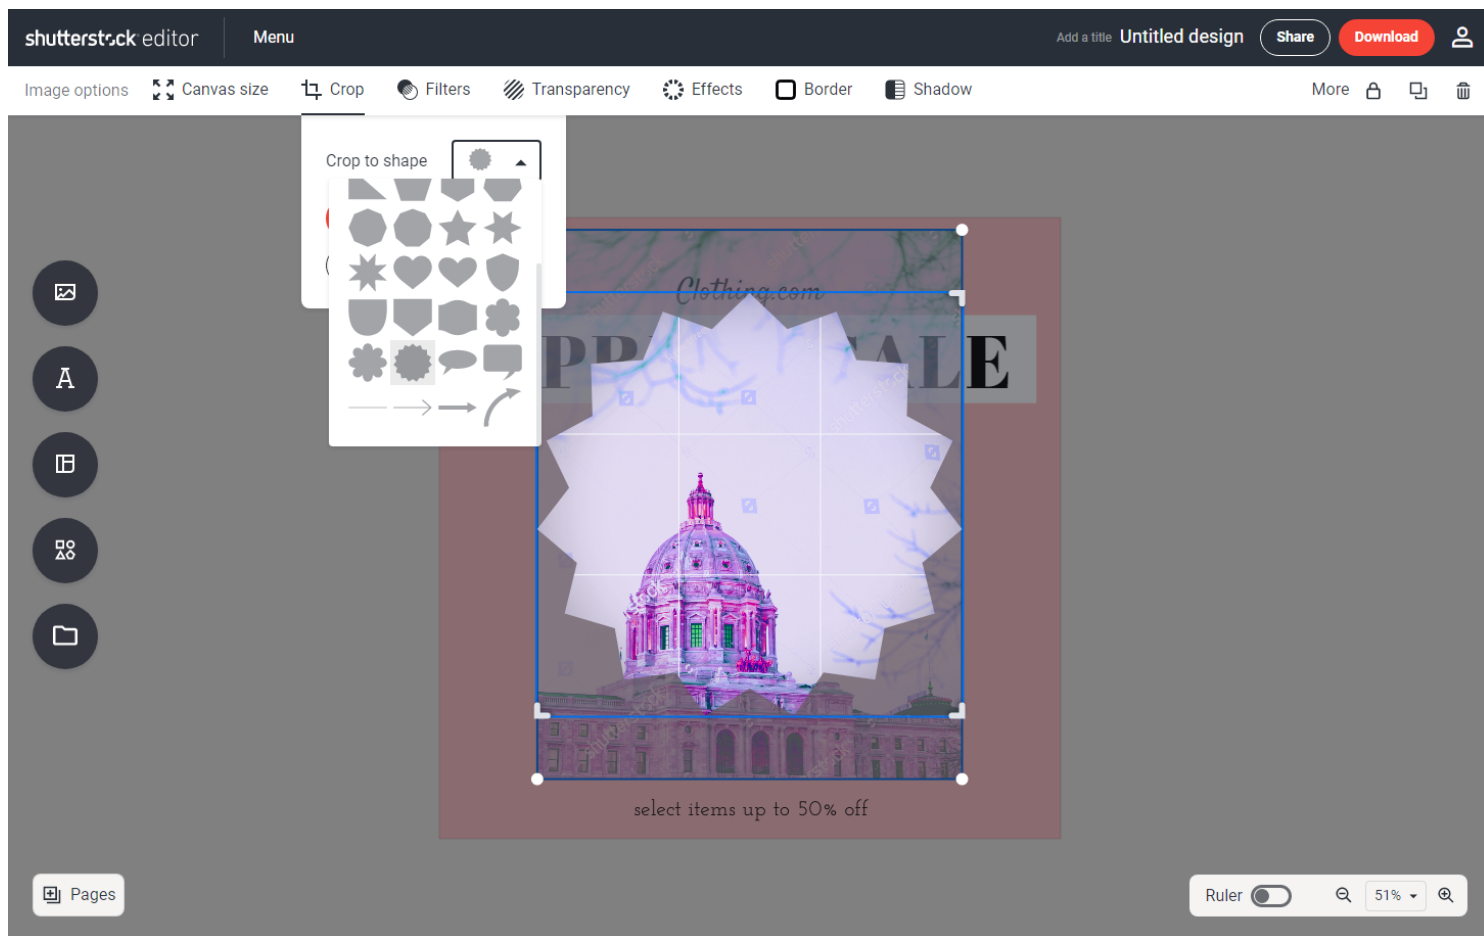 shutterstock editor
Menu
Add a title Untitled design
Share
Download
Image options
Canvas size
Crop
Filters
Transparency
Effects
Border
Shadow
More
Crop to shape
Clothing.com
ALE
select items up to 50% off
Pages
Ruler
51%